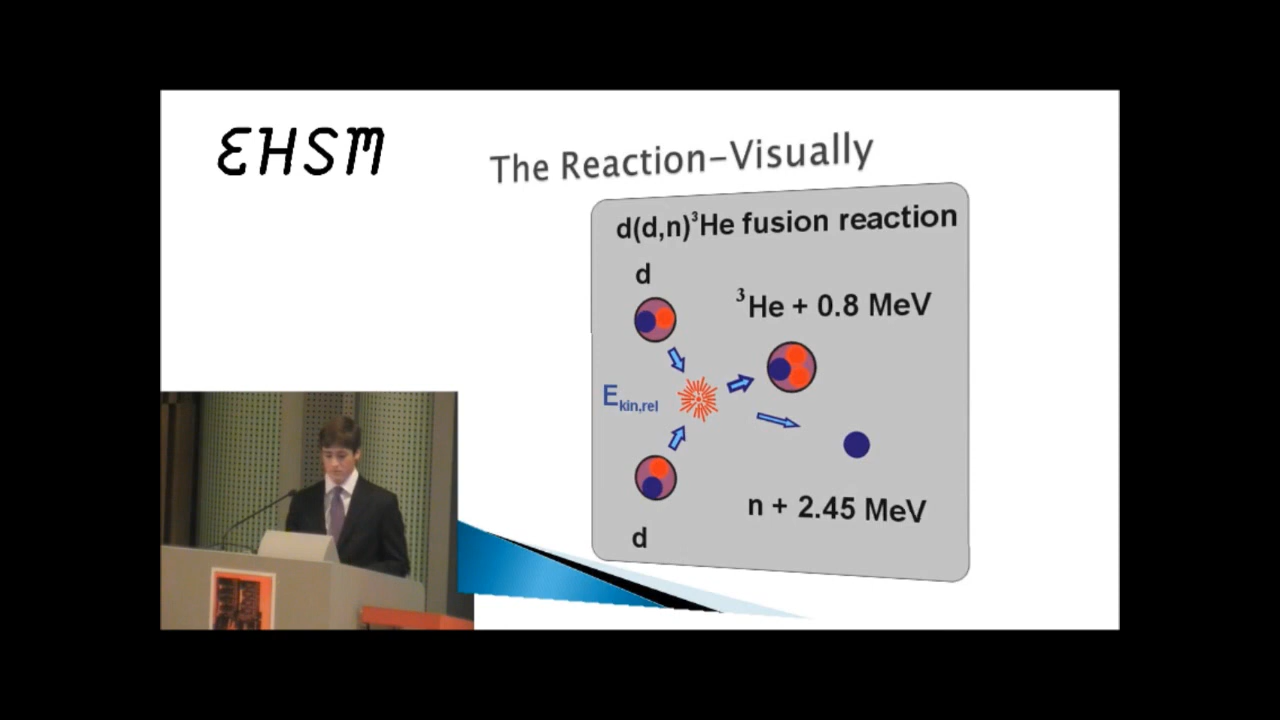 EHSM
The Reaction-Visually
d(d,n)³He fusion reaction
d
³He + 0.8 MeV
E kin,rel
n + 2.45 MeV
d